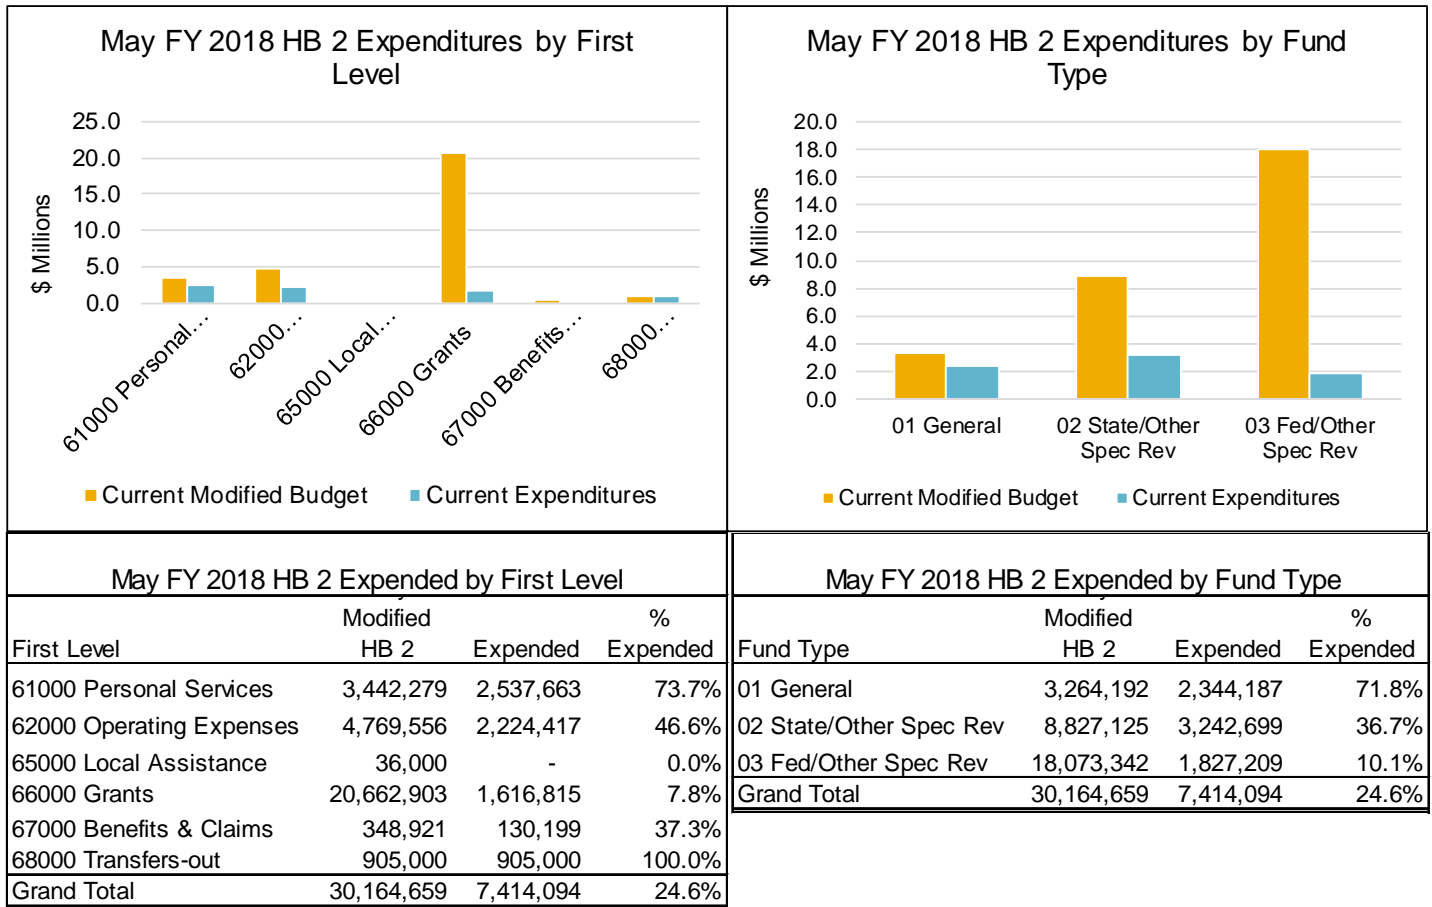 May FY 2018 HB 2 Expenditures by First
Level
25.0
20.0
15.0
10.0
5.0
0.0
$ Millions
61000 Personal...
62000...
65000 Local...
66000 Grants
67000 Benefits...
68000...
Current Modified Budget Current Expenditures
May FY 2018 HB 2 Expenditures by Fund
Type
20.0
18.0
16.0
14.0
12.0
10.0
8.0
6.0
4.0
2.0
0.0
$ Millions
01 General
02 State/Other
Spec Rev
03 Fed/Other
Spec Rev
Current Modified Budget Current Expenditures
May FY 2018 HB 2 Expended by First Level
Modified %
First Level HB 2 Expended Expended
61000 Personal Services 3,442,279 2,537,663 73.7%
62000 Operating Expenses 4,769,556 2,224,417 46.6%
65000 Local Assistance 36,000 - 0.0%
66000 Grants 20,662,903 1,616,815 7.8%
67000 Benefits & Claims 348,921 130,199 37.3%
68000 Transfers-out 905,000 905,000 100.0%
Grand Total 30,164,659 7,414,094 24.6%
May FY 2018 HB 2 Expended by Fund Type
Modified %
Fund Type HB 2 Expended Expended
01 General 3,264,192 2,344,187 71.8%
02 State/Other Spec Rev 8,827,125 3,242,699 36.7%
03 Fed/Other Spec Rev 18,073,342 1,827,209 10.1%
Grand Total 30,164,659 7,414,094 24.6%